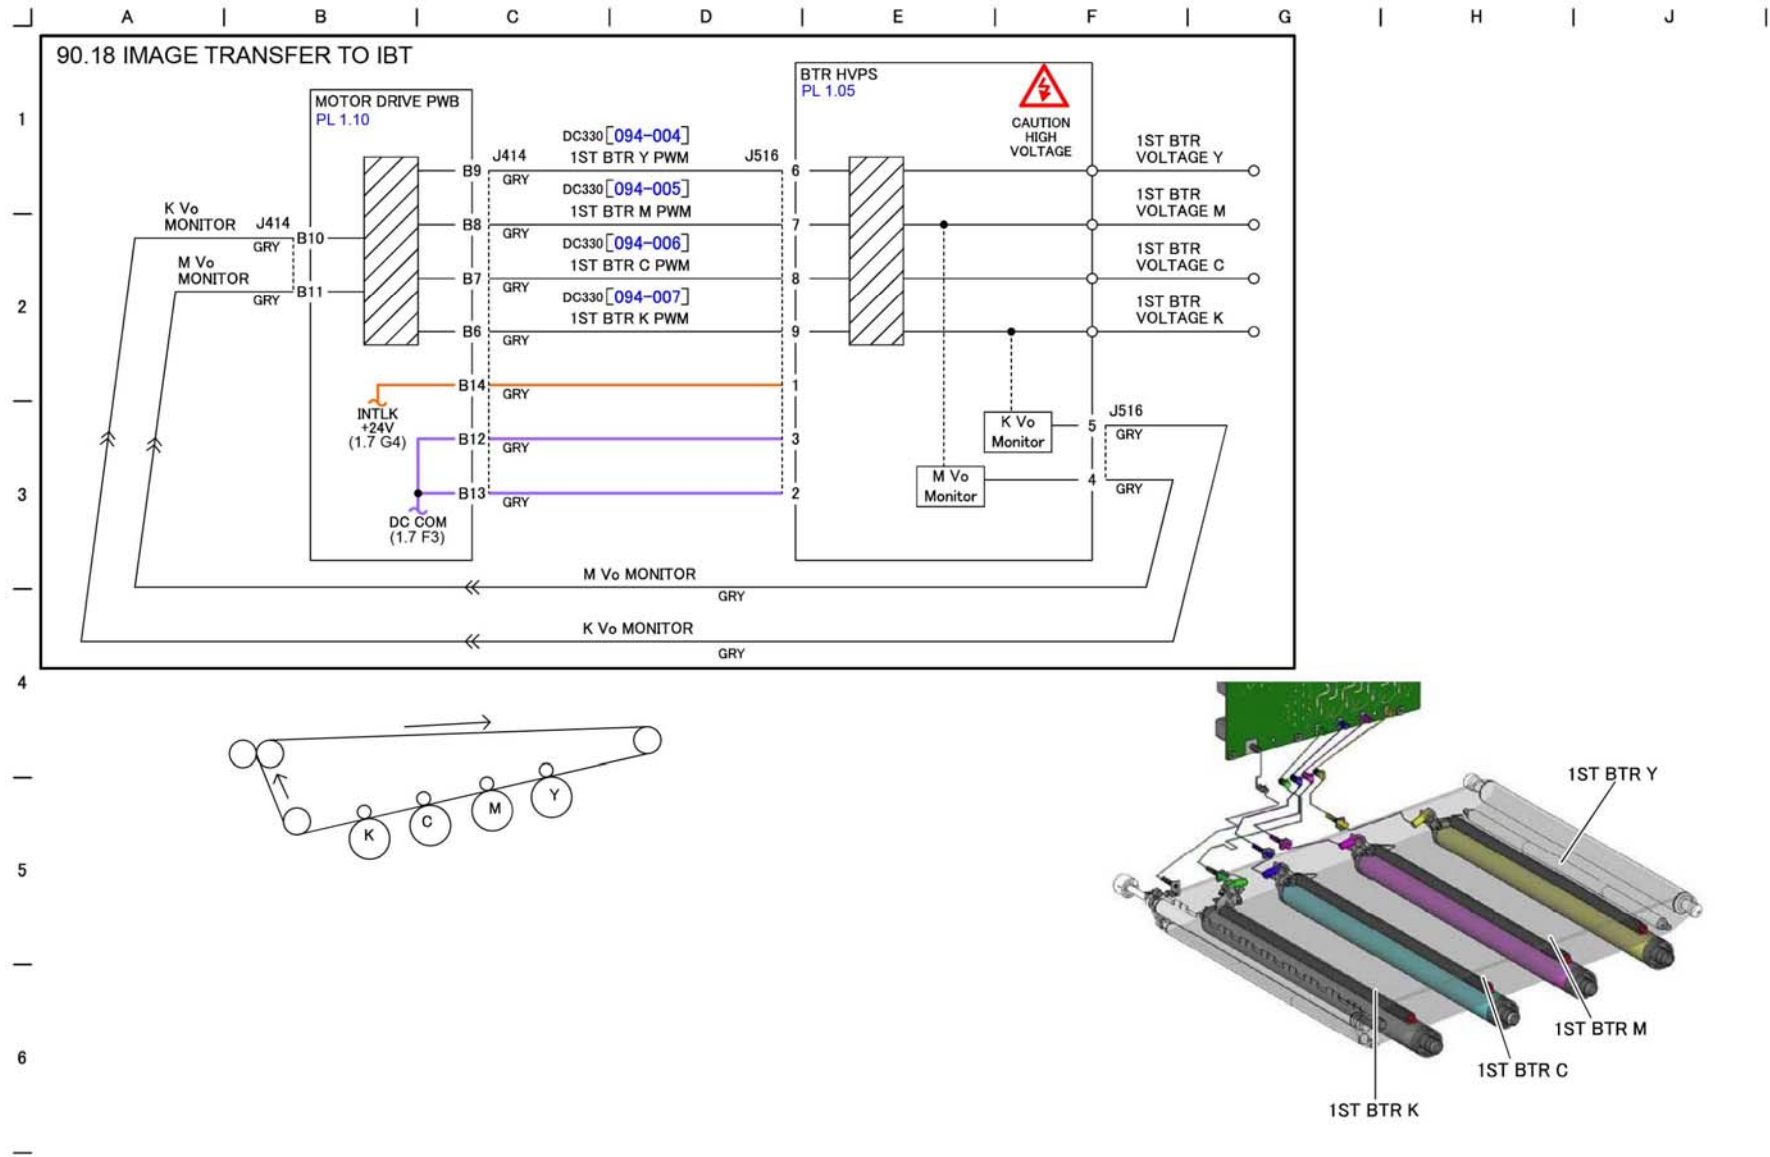 A B C D E F G H J
90.18 IMAGE TRANSFER TO IBT
MOTOR DRIVE PWB
PL 1.10
BTR HVPS
PL 1.05
CAUTION
HIGH
VOLTAGE
1
DC330[094-004]
J414
1ST BTR Y PWM
J516
B9
GRY
6
1ST BTR
VOLTAGE Y
DC330[094-005]
1ST BTR M PWM
B8
GRY
7
1ST BTR
VOLTAGE M
K Vo
MONITOR
J414
GRY
B10
DC330[094-006]
1ST BTR C PWM
B7
GRY
8
1ST BTR
VOLTAGE C
M Vo
MONITOR
GRY
B11
2
DC330[094-007]
1ST BTR K PWM
B6
GRY
9
1ST BTR
VOLTAGE K
B14
GRY
1
INTLK
+24V
(1.7 G4)
B12
GRY
3
K Vo
Monitor
5
J516
GRY
3
B13
GRY
2
M Vo
Monitor
4
GRY
DC COM
(1.7 F3)
M Vo MONITOR
GRY
K Vo MONITOR
GRY
4
K
C
M
Y
1ST BTR Y
5
1ST BTR M
6
1ST BTR C
1ST BTR K